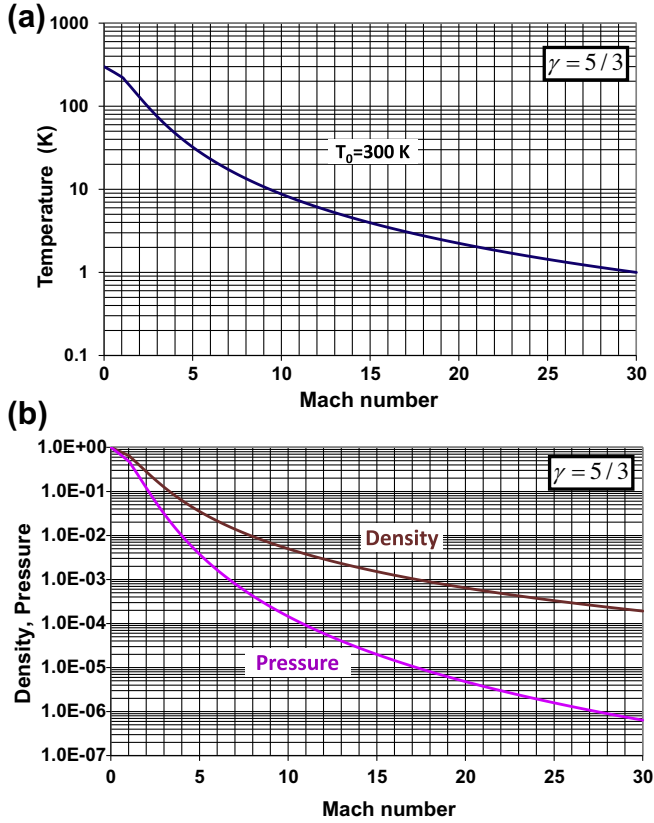 (a)
1000
100
10
1
0.1
Temperature (K)
γ = 5 / 3
T₀=300 K
0 5 10 15 20 25 30
Mach number
(b)
1.0E+00
1.0E-01
1.0E-02
1.0E-03
1.0E-04
1.0E-05
1.0E-06
1.0E-07
Density, Pressure
γ = 5 / 3
Density
Pressure
0 5 10 15 20 25 30
Mach number